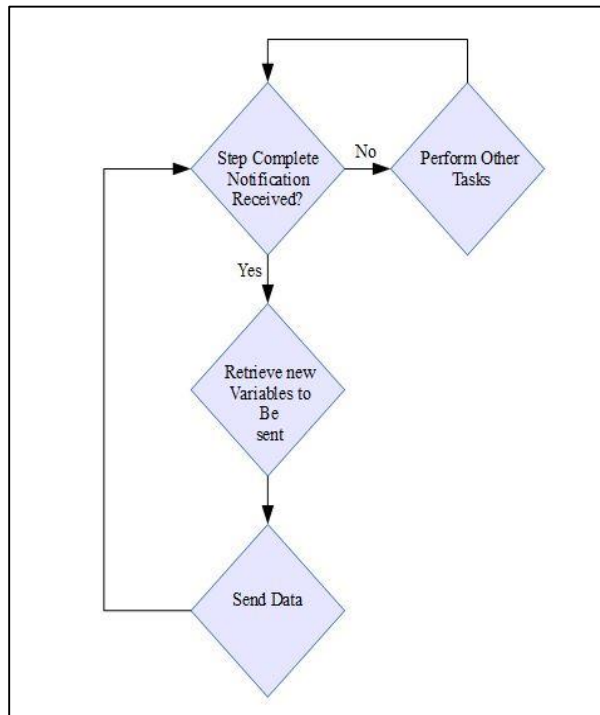 Step Complete
Notification
Received?
No
Perform Other
Tasks
Yes
Retrieve new
Variables to
Be
sent
Send Data